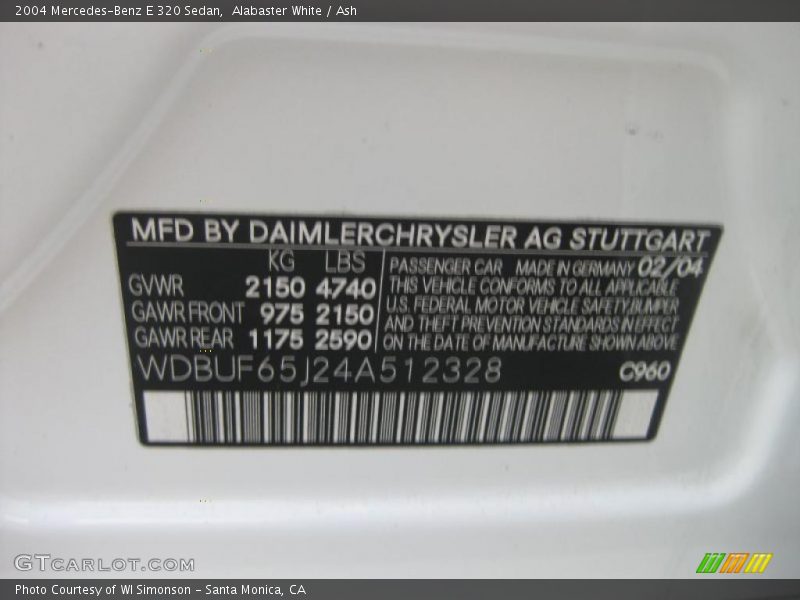 2004 Mercedes-Benz E 320 Sedan,  Alabaster White / Ash
MFD BY DAIMLERCHRYSLER AG STUTTGART
KG LBS
GVWR 2150 4740
GAWR FRONT 975 2150
GAWR REAR 1175 2590
PASSENGER CAR MADE IN GERMANY 02/04
THIS VEHICLE CONFORMS TO ALL APPLICABLE
U.S. FEDERAL MOTOR VEHICLE SAFETY BUMPER
AND THEFT PREVENTION STANDARDS IN EFFECT
ON THE DATE OF MANUFACTURE SHOWN ABOVE
WDBUF65J24A512328 C960
GTCARLOT.COM
Photo Courtesy of WI Simonson - Santa Monica, CA